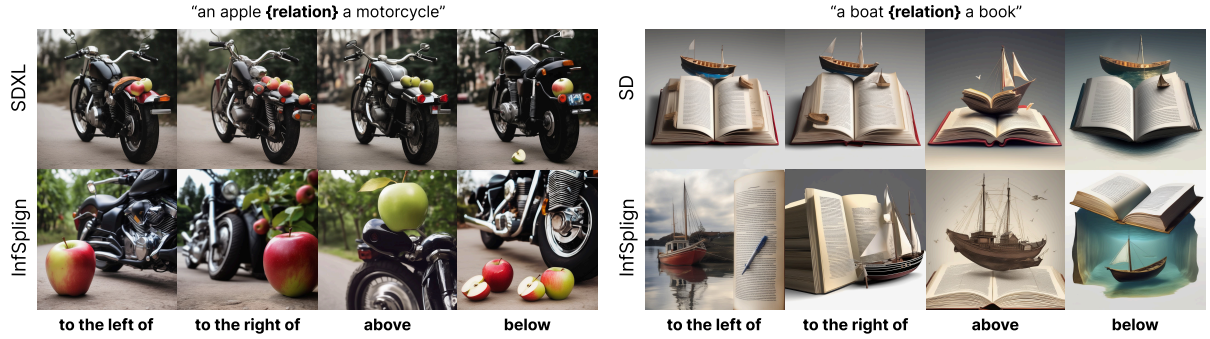 “an apple {relation} a motorcycle”
“a boat {relation} a book”
SDXL
SD
InfSplign
InfSplign
to the left of
to the right of
above
below
to the left of
to the right of
above
below